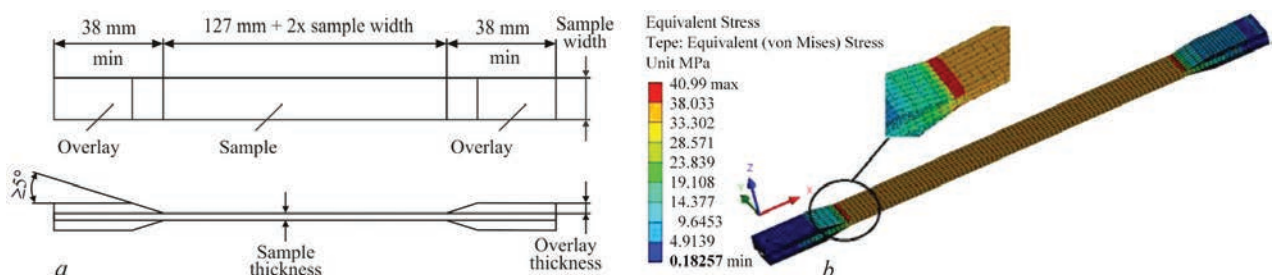 38 mm
min
127 mm + 2x sample width
38 mm
min
Sample
width
Overlay
Sample
Overlay
≥5°
Sample
thickness
Overlay
thickness
a
Equivalent Stress
Tepe: Equivalent (von Mises) Stress
Unit MPa
40.99 max
38.033
33.302
28.571
23.839
19.108
14.377
9.6453
4.9139
0.18257 min
Z
Y
X
b